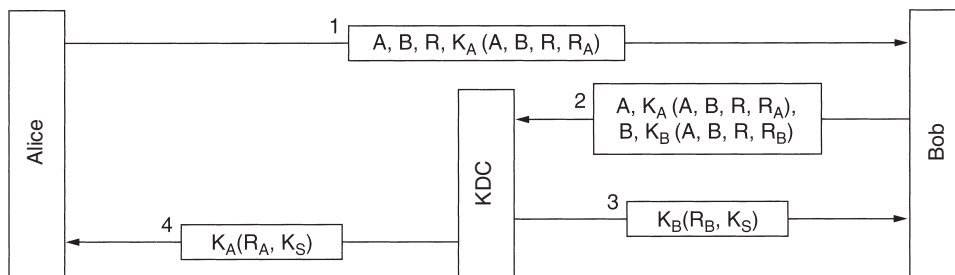 1
A, B, R, K_A (A, B, R, R_A)
Alice
KDC
Bob
2
A, K_A (A, B, R, R_A),
B, K_B (A, B, R, R_B)
3
K_B(R_B, K_S)
4
K_A(R_A, K_S)